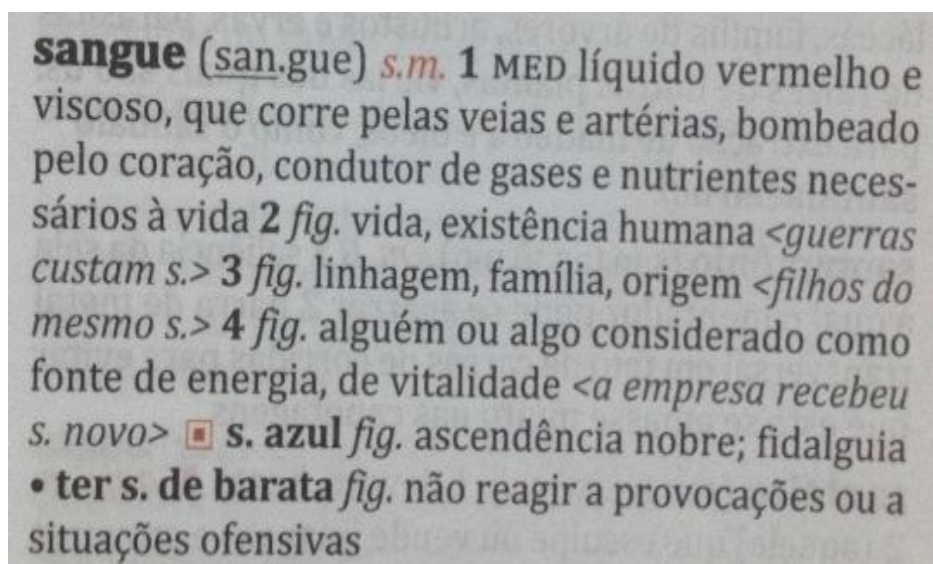 sangue (san.gue) s.m. 1 MED líquido vermelho e
viscoso, que corre pelas veias e artérias, bombeado
pelo coração, condutor de gases e nutrientes neces-
sários à vida 2 fig. vida, existência humana <guerras
custam s.> 3 fig. linhagem, família, origem <filhos do
mesmo s.> 4 fig. alguém ou algo considerado como
fonte de energia, de vitalidade <a empresa recebeu
s. novo> ▣ s. azul fig. ascendência nobre; fidalguia
• ter s. de barata fig. não reagir a provocações ou a
situações ofensivas